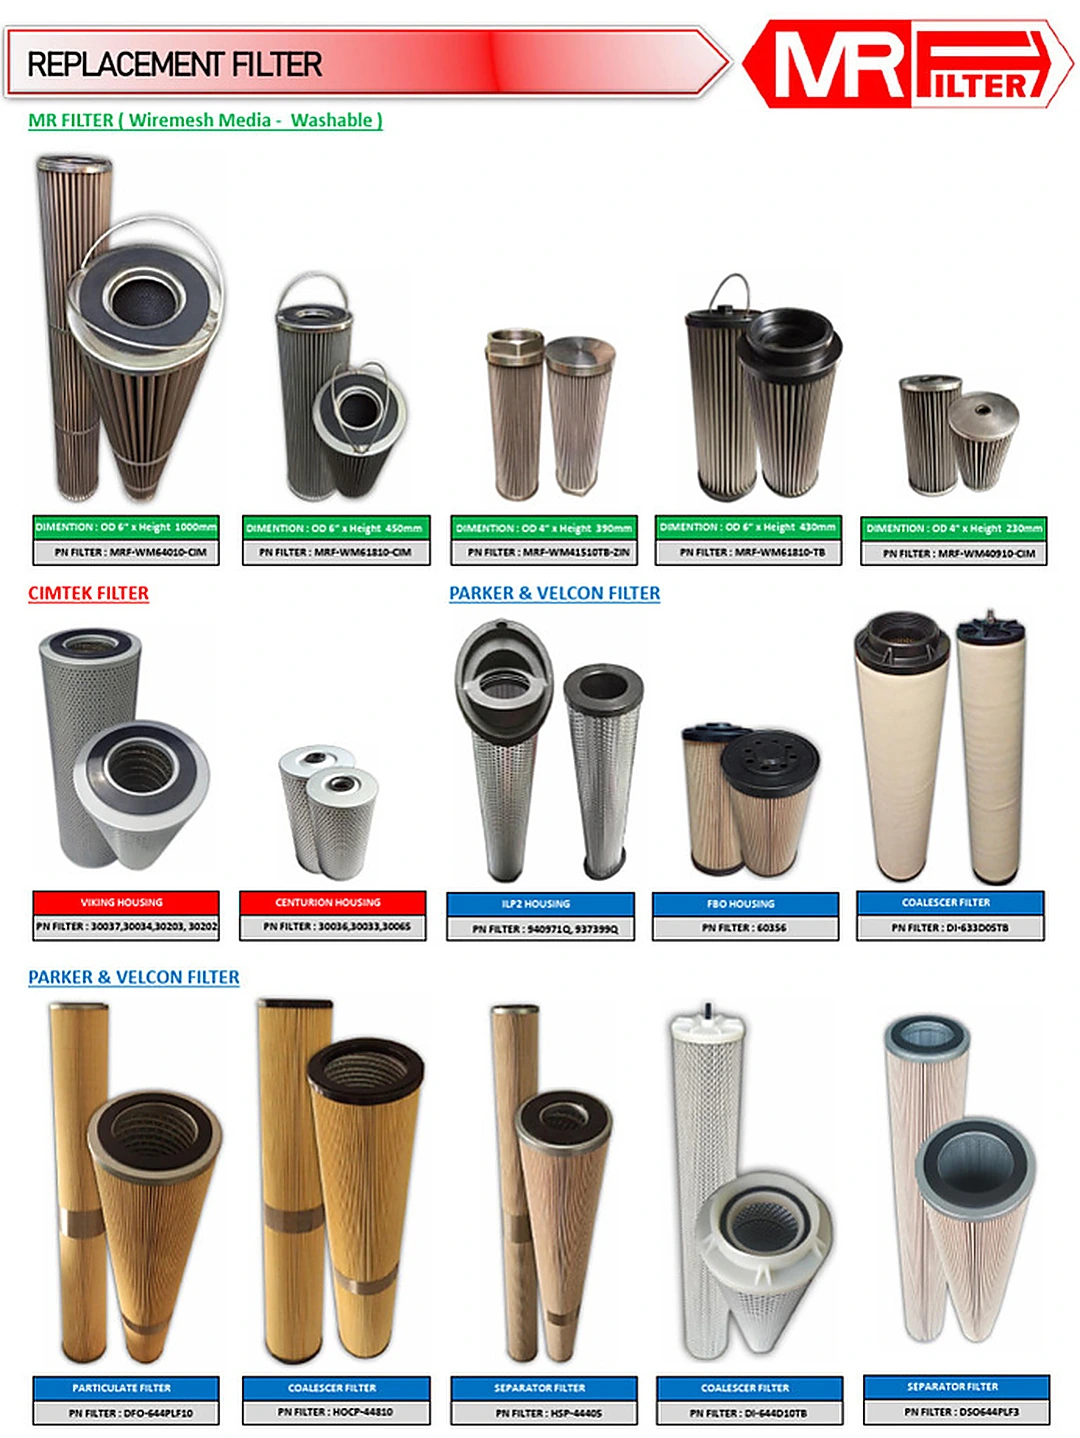 REPLACEMENT FILTER
MR FILTER
MR FILTER ( Wiremesh Media - Washable )
DIMENTION : OD 6" x Height 1000mm
PN FILTER : MRF-WM64010-CIM
DIMENTION : OD 6" x Height 450mm
PN FILTER : MRF-WM61810-CIM
DIMENTION : OD 4" x Height 390mm
PN FILTER : MRF-WM41510TB-ZIN
DIMENTION : OD 6" x Height 430mm
PN FILTER : MRF-WM61810-TB
DIMENTION : OD 4" x Height 230mm
PN FILTER : MRF-WM40910-CIM
CIMTEK FILTER
PARKER & VELCON FILTER
VIKING HOUSING
PN FILTER : 30037,30034,30203, 30202
CENTURION HOUSING
PN FILTER : 30036,30033,30065
ILP2 HOUSING
PN FILTER : 940971Q, 937399Q
FBO HOUSING
PN FILTER : 60356
COALESCER FILTER
PN FILTER : DI-633D05TB
PARKER & VELCON FILTER
PARTICULATE FILTER
PN FILTER : DFO-644PLF10
COALESCER FILTER
PN FILTER : HOCP-44810
SEPARATOR FILTER
PN FILTER : HSP-44405
COALESCER FILTER
PN FILTER : DI-644D10TB
SEPARATOR FILTER
PN FILTER : DSO644PLF3